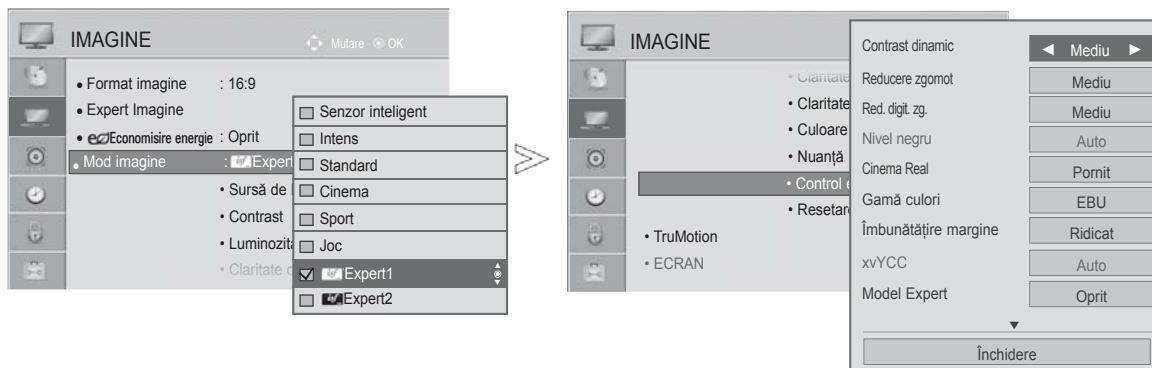 IMAGINE
Mutare OK
• Format imagine : 16:9
• Expert Imagine
• eco Economisire energie : Oprit
• Mod imagine : Expert
• Sursă de
• Contrast
• Luminozita
• Claritate
Senzor inteligent
Intens
Standard
Cinema
Sport
Joc
Expert1
Expert2
IMAGINE
• Claritate
• Claritate
• Culoare
• Nuanță
• Control
• Resetare
• TruMotion
• ECRAN
Contrast dinamic ◄ Mediu ►
Reducere zgomot Mediu
Red. digit. zg. Mediu
Nivel negru Auto
Cinema Real Pornit
Gamă culori EBU
Îmbunătățire margine Ridicat
xvYCC Auto
Model Expert Oprit
▼
Închidere